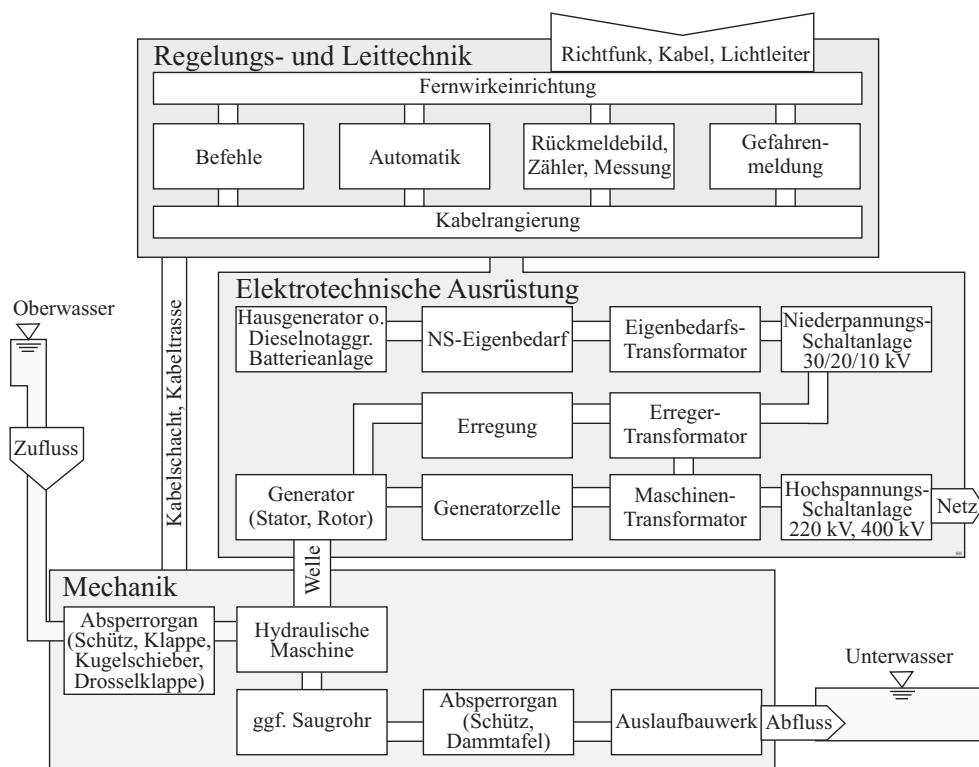 Richtfunk, Kabel, Lichtleiter
Regelungs- und Leittechnik
Fernwirkeinrichtung
Befehle
Automatik
Rückmeldebild,
Zähler, Messung
Gefahren-
meldung
Kabelrangierung
Kabelschacht, Kabeltrasse
Elektrotechnische Ausrüstung
Hausgenerator o.
Dieselnotaggr.
Batterieanlage
NS-Eigenbedarf
Eigenbedarfs-
Transformator
Niederpannungs-
Schaltanlage
30/20/10 kV
Erregung
Erreger-
Transformator
Generator
(Stator, Rotor)
Generatorzelle
Maschinen-
Transformator
Hochspannungs-
Schaltanlage
220 kV, 400 kV
Netz
Oberwasser
Zufluss
Welle
Mechanik
Absperrorgan
(Schütz, Klappe,
Kugelschieber,
Drosselklappe)
Hydraulische
Maschine
ggf. Saugrohr
Absperrorgan
(Schütz,
Dammtafel)
Auslaufbauwerk
Abfluss
Unterwasser